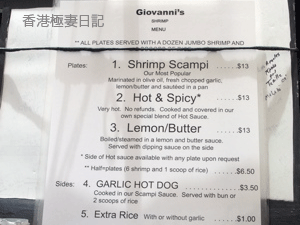 香港極妻日記
Giovanni's
SHRIMP
MENU
** ALL PLATES SERVED WITH A DOZEN JUMBO SHRIMP AND
Plates: 1. Shrimp Scampi ......$13
Our Most Popular
Marinated in olive oil, fresh chopped garlic,
lemon/butter and sautéed in a pan
2. Hot & Spicy* ......$13
Very hot. No refunds. Cooked and covered in our
own special blend of Hot Sauce.
3. Lemon/Butter ......$13
Boiled/steamed in a lemon and butter sauce.
Served with dipping sauce on the side
* Side of Hot sauce available with any plate upon request
** Half=plates (6 shrimp and 1 scoop of rice) ......$6.50
Sides: 4. GARLIC HOT DOG ......$3.50
Cooked in our Scampi Sauce. Served with bun or
2 scoops of rice
5. Extra Rice With or without garlic ......$1.00